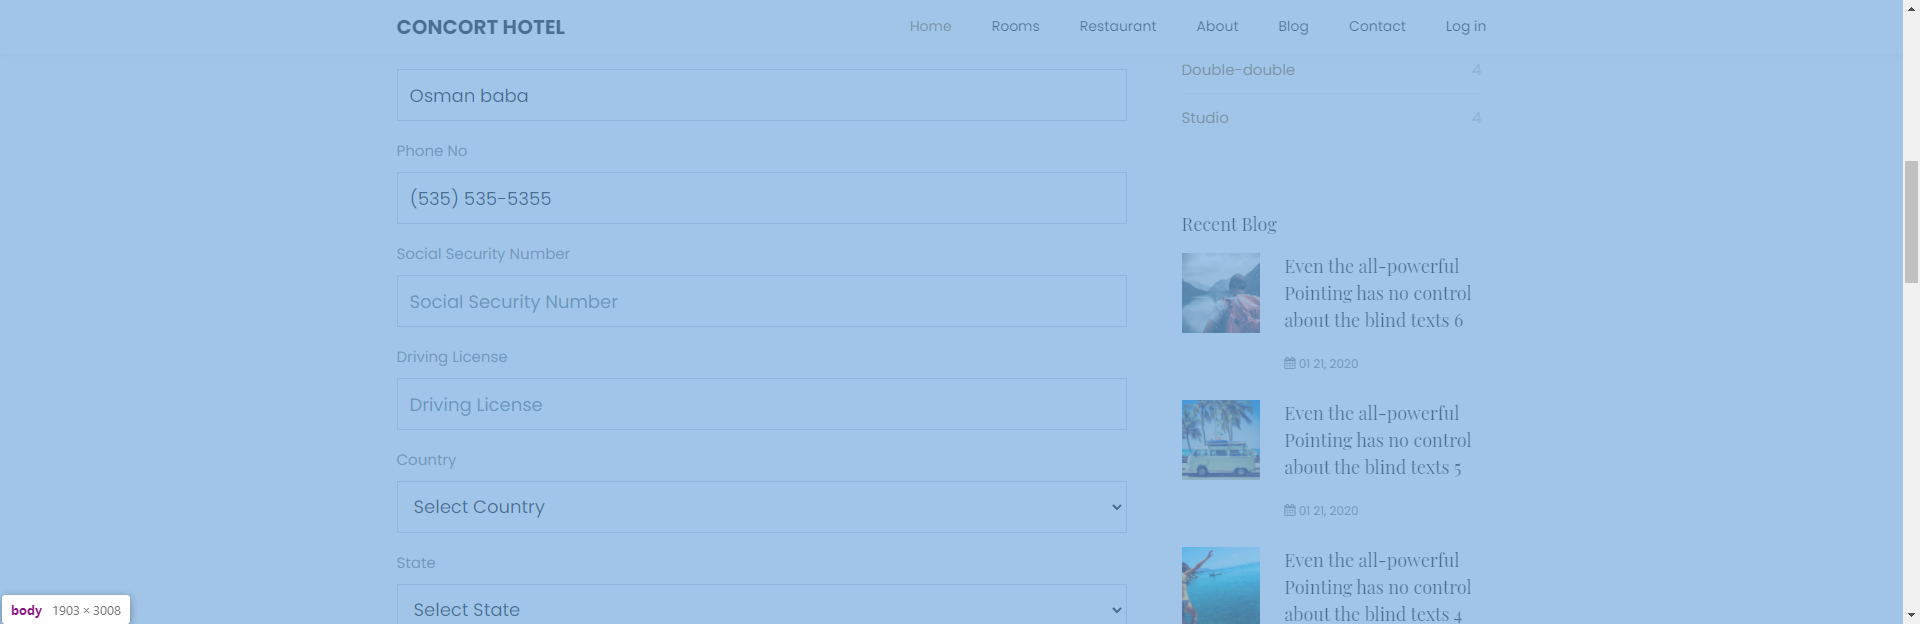 CONCORT HOTEL
Home Rooms Restaurant About Blog Contact Log in
Osman baba
Phone No
(535) 535-5355
Social Security Number
Social Security Number
Driving License
Driving License
Country
Select Country
State
Select State
Double-double 4
Studio 4
Recent Blog
Even the all-powerful
Pointing has no control
about the blind texts 6
01 21, 2020
Even the all-powerful
Pointing has no control
about the blind texts 5
01 21, 2020
Even the all-powerful
Pointing has no control
about the blind texts 4
body 1903 × 3008